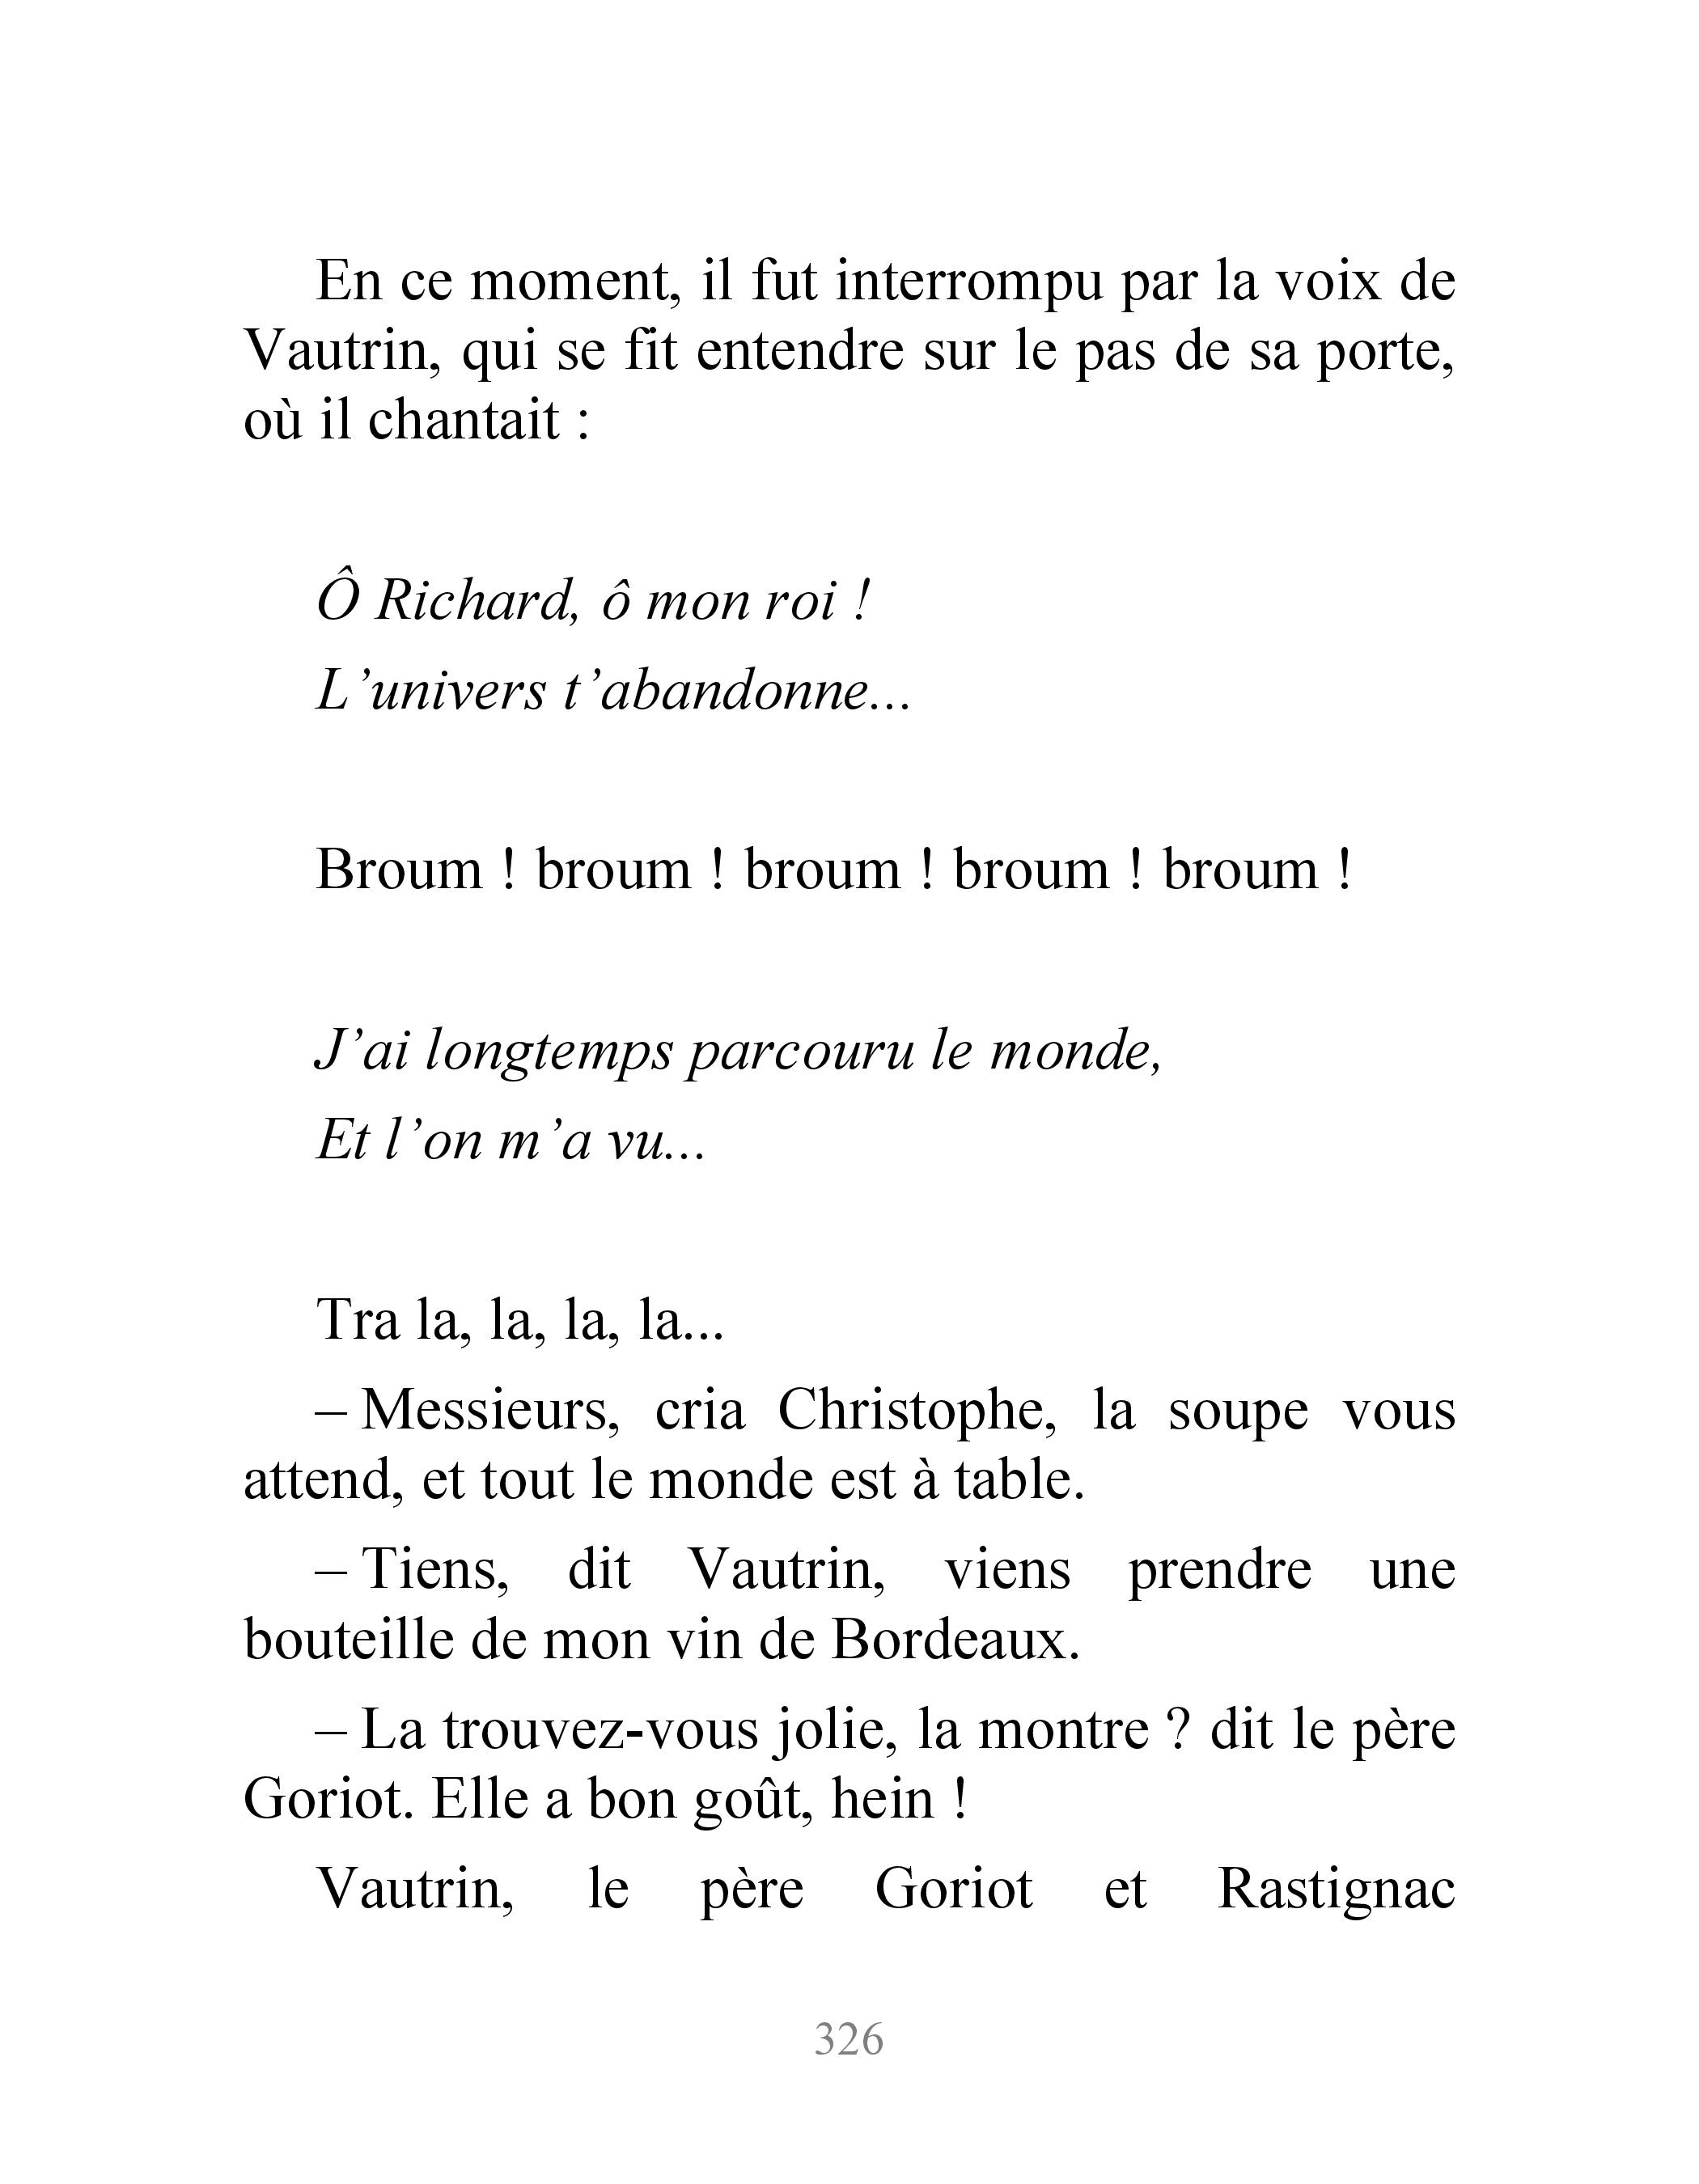 En ce moment, il fut interrompu par la voix de
Vautrin, qui se fit entendre sur le pas de sa porte,
où il chantait :
Ô Richard, ô mon roi !
L’univers t’abandonne...
Broum ! broum ! broum ! broum ! broum !
J’ai longtemps parcouru le monde,
Et l’on m’a vu...
Tra la, la, la, la...
– Messieurs, cria Christophe, la soupe vous
attend, et tout le monde est à table.
– Tiens, dit Vautrin, viens prendre une
bouteille de mon vin de Bordeaux.
– La trouvez-vous jolie, la montre ? dit le père
Goriot. Elle a bon goût, hein !
Vautrin, le père Goriot et Rastignac
326